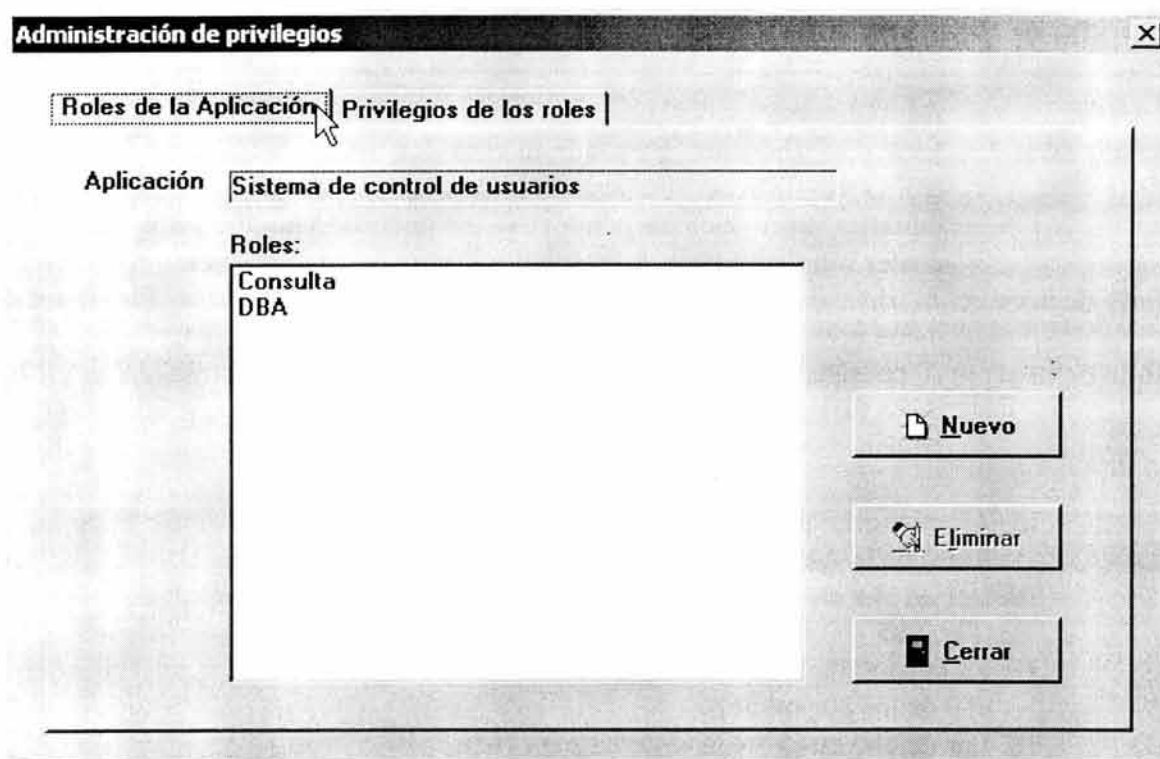 Administración de privilegios
Roles de la Aplicación
Privilegios de los roles
Aplicación
Sistema de control de usuarios
Roles:
Consulta
DBA
Nuevo
Eliminar
Cerrar